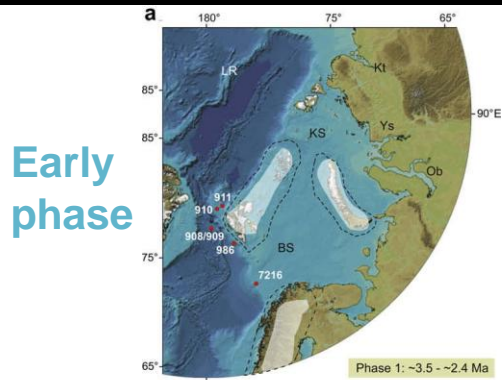 a
180°
75°
65°
LR
Kt
85°
90°E
KS
Ys
85°
Early
phase
Ob
911
910
908/909
986
BS
75°
7216
65°
Phase 1: ~3.5 - ~2.4 Ma